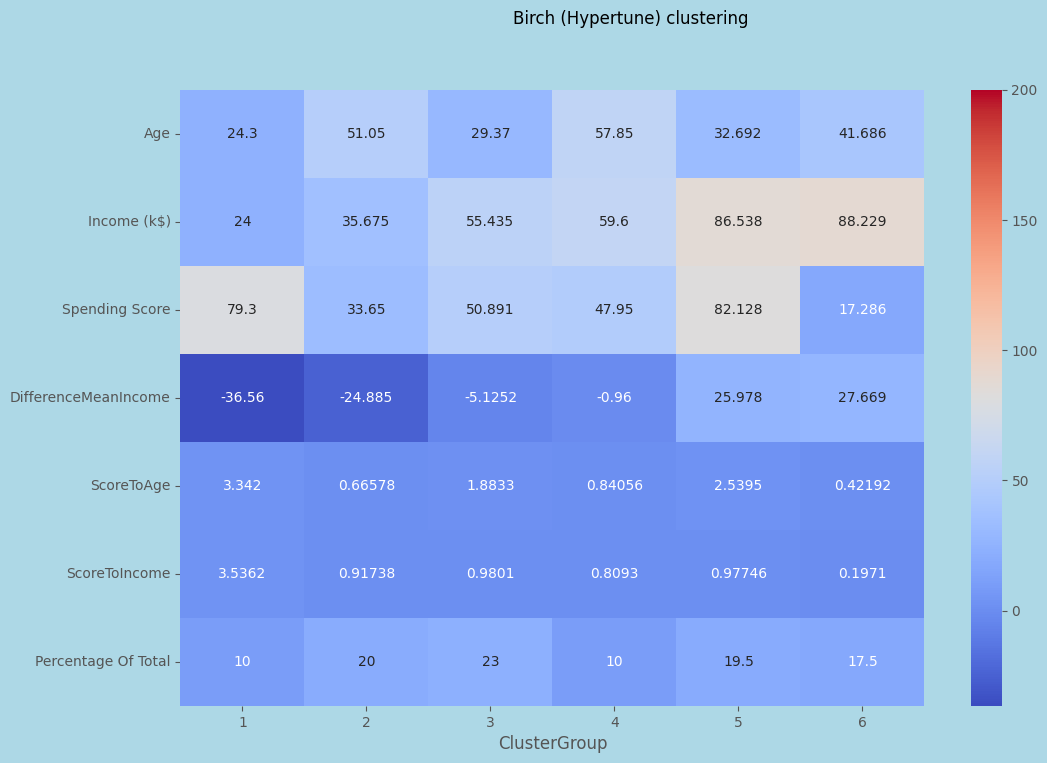 Birch (Hypertune) clustering
Age 24.3 51.05 29.37 57.85 32.692 41.686
Income (k$) 24 35.675 55.435 59.6 86.538 88.229
Spending Score 79.3 33.65 50.891 47.95 82.128 17.286
DifferenceMeanIncome -36.56 -24.885 -5.1252 -0.96 25.978 27.669
ScoreToAge 3.342 0.66578 1.8833 0.84056 2.5395 0.42192
ScoreToIncome 3.5362 0.91738 0.9801 0.8093 0.97746 0.1971
Percentage Of Total 10 20 23 10 19.5 17.5
1 2 3 4 5 6
ClusterGroup
200
150
100
50
0